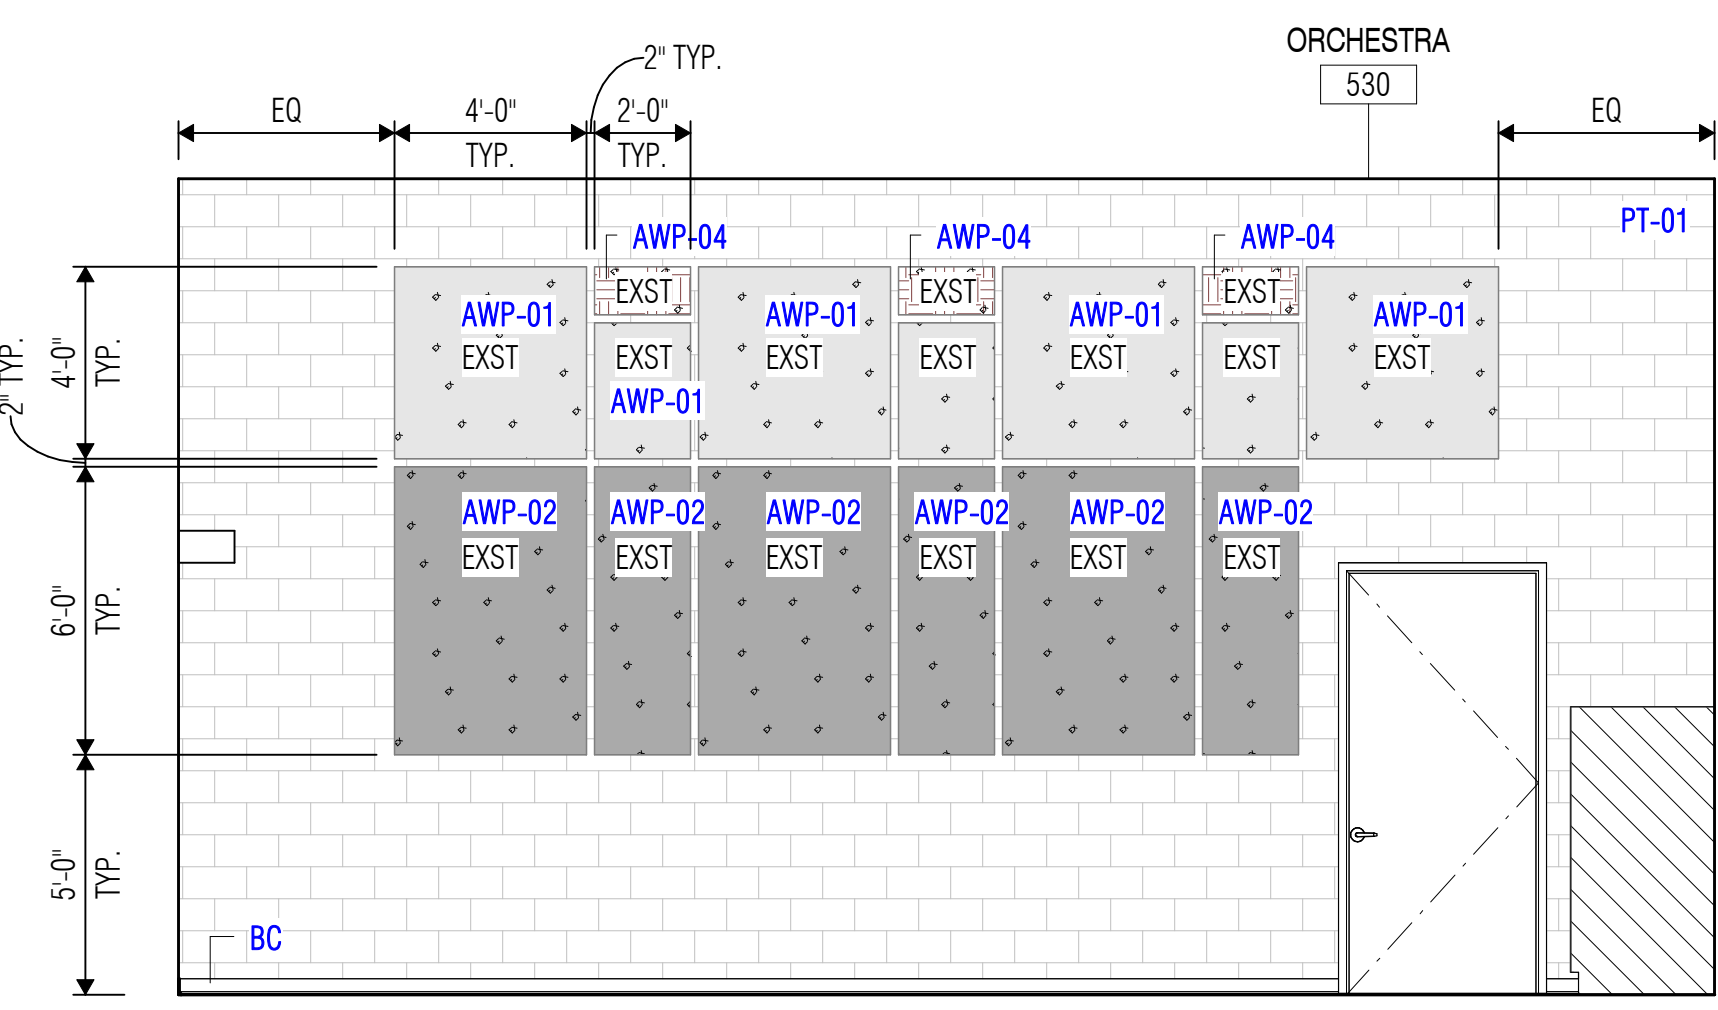 ORCHESTRA
530
2" TYP.
EQ
4'-0"
TYP.
2'-0"
TYP.
EQ
PT-01
AWP-04
AWP-04
AWP-04
EXST
EXST
EXST
AWP-01
AWP-01
AWP-01
AWP-01
EXST
EXST
EXST
EXST
EXST
EXST
EXST
AWP-01
4'-0"
TYP.
2" TYP.
AWP-02
AWP-02
AWP-02
AWP-02
AWP-02
AWP-02
EXST
EXST
EXST
EXST
EXST
EXST
6'-0"
TYP.
5'-0"
TYP.
BC